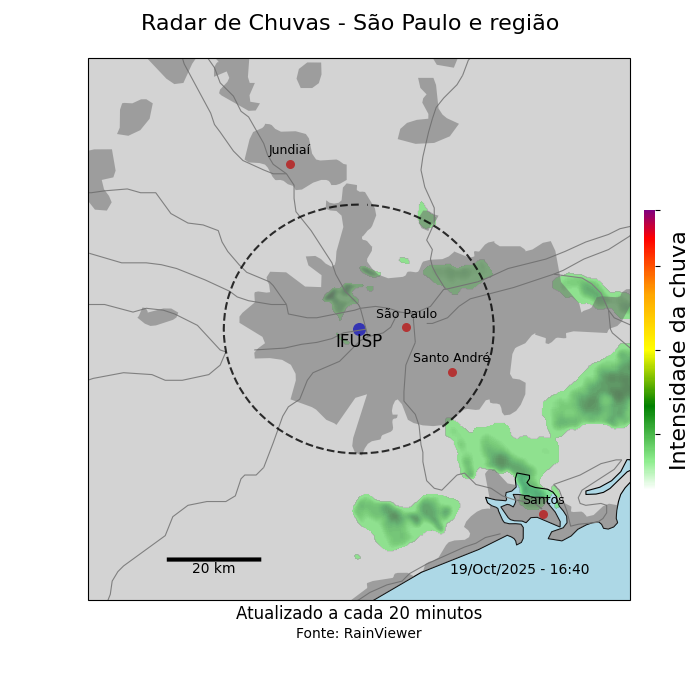 Radar de Chuvas - São Paulo e região
Jundiaí
São Paulo
IFUSP
Santo André
Santos
20 km
19/Oct/2025 - 16:40
Intensidade da chuva
Atualizado a cada 20 minutos
Fonte: RainViewer